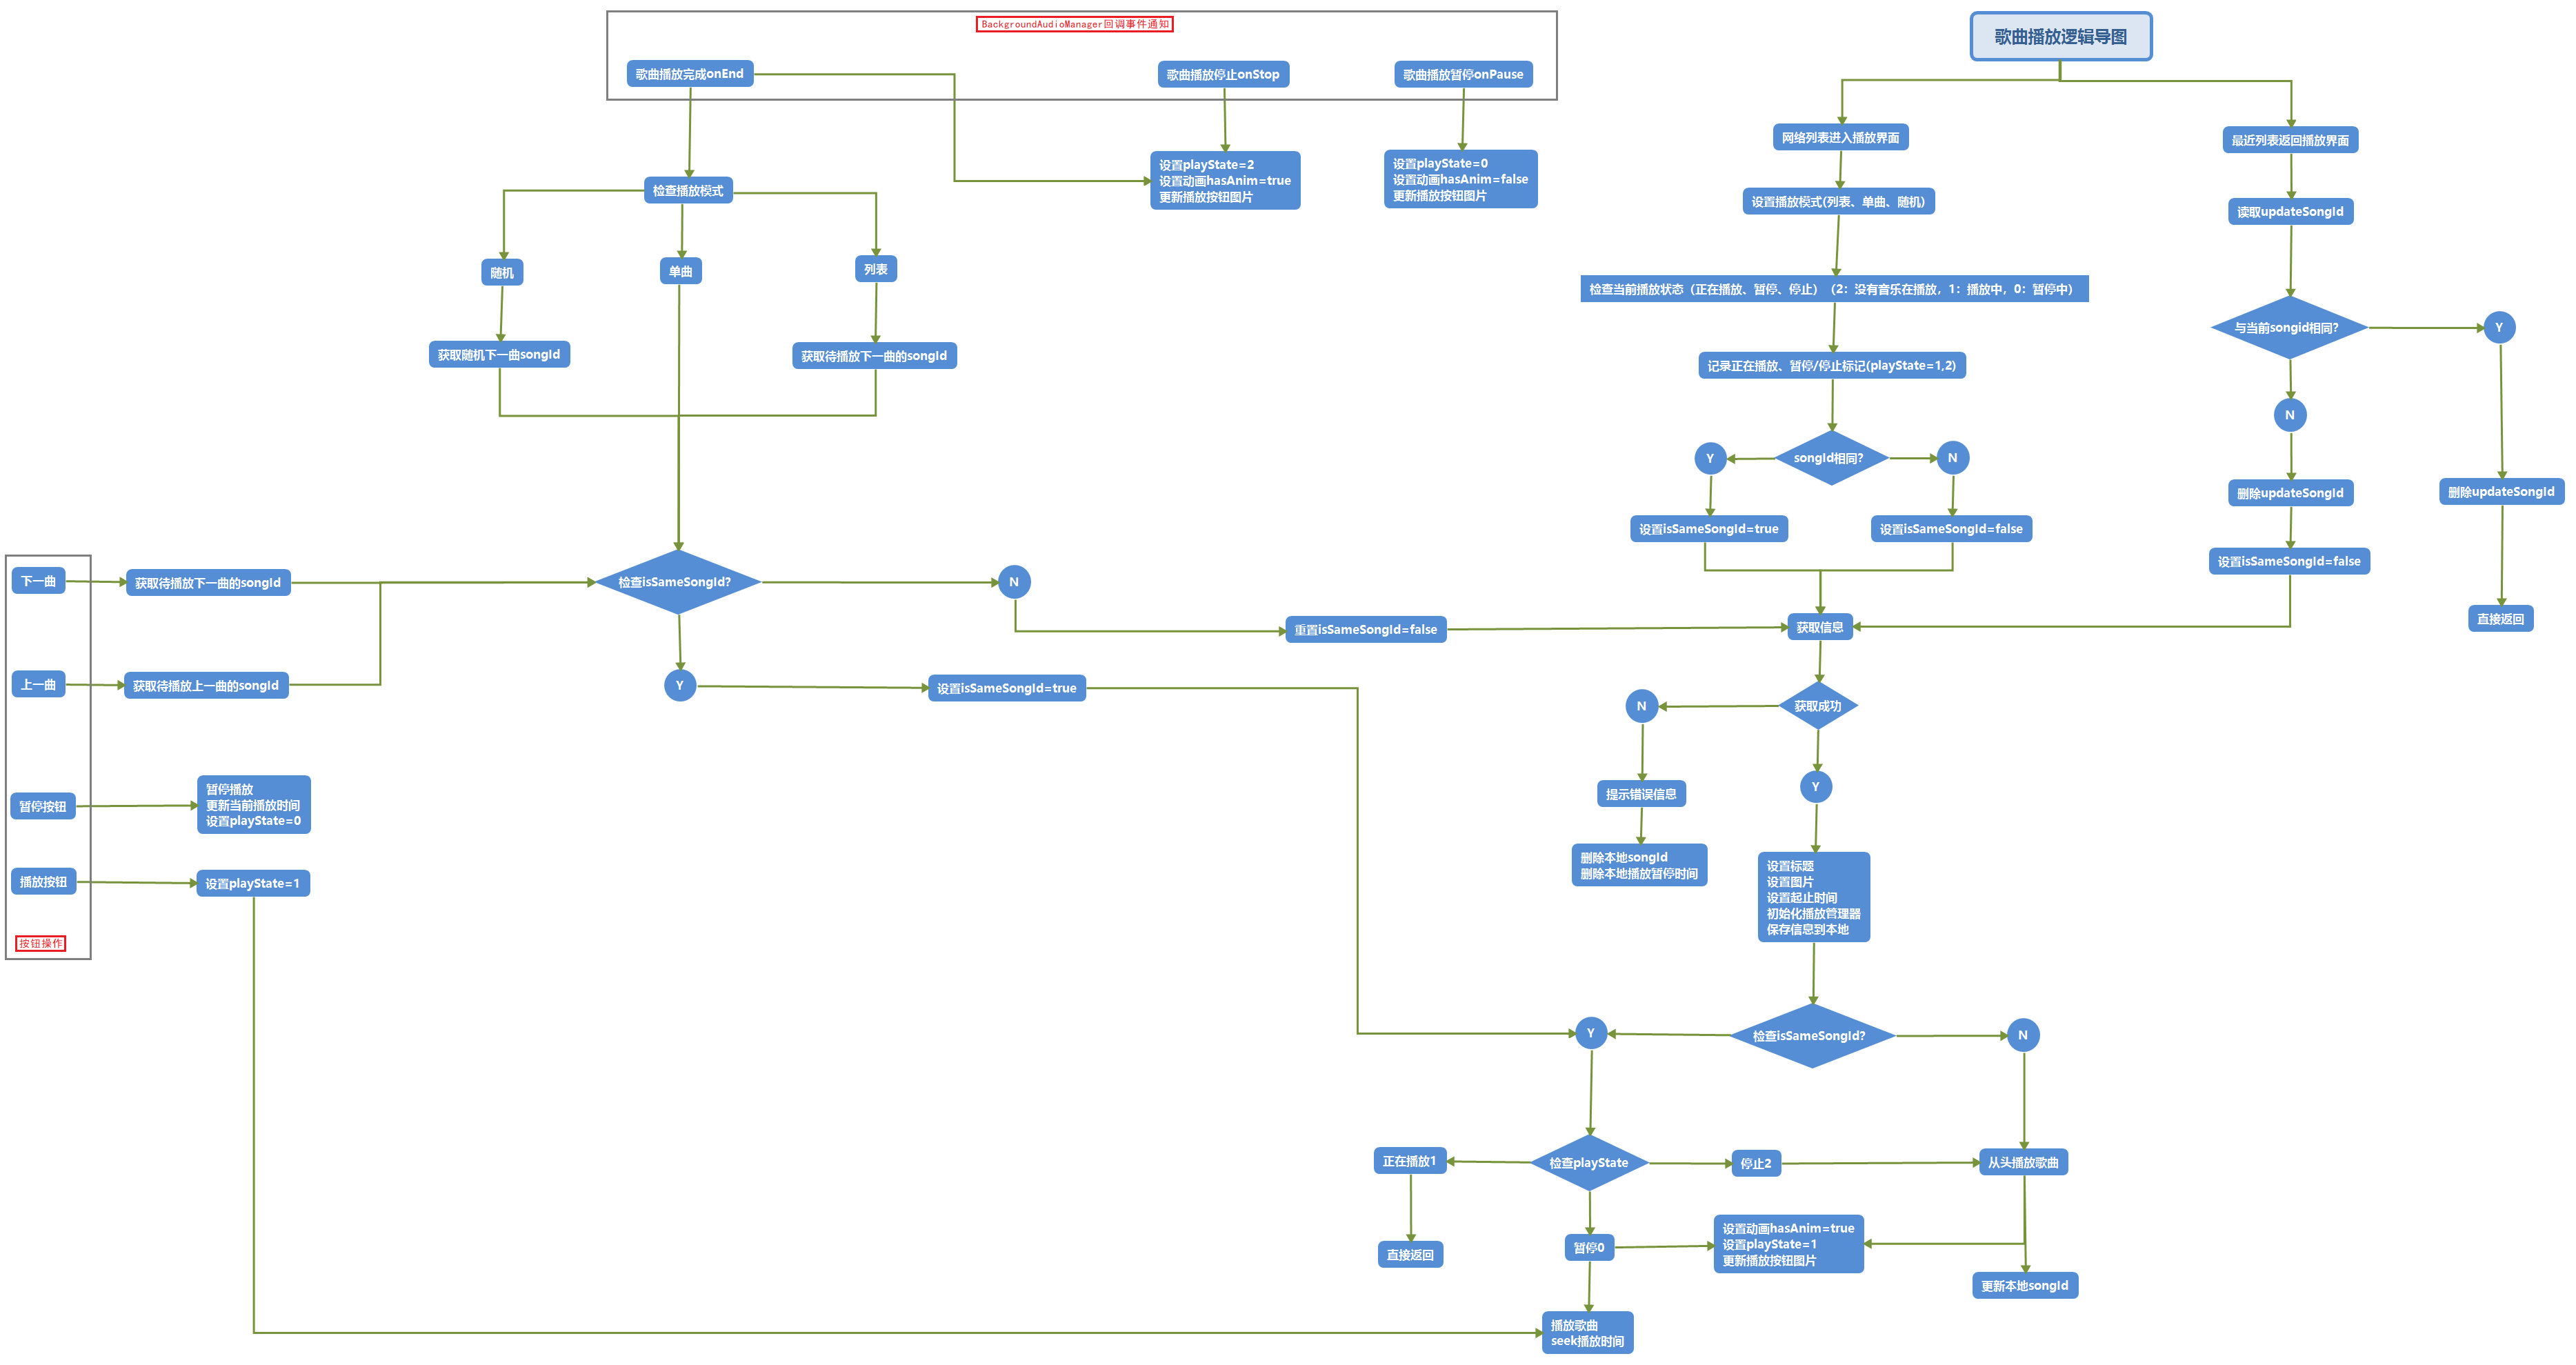 BackgroundAudioManager回调事件通知
歌曲播放完成onEnd
歌曲播放停止onStop
歌曲播放暂停onPause
设置playState=2
设置动画hasAnim=true
更新播放按钮图片
设置playState=0
设置动画hasAnim=false
更新播放按钮图片
检查播放模式
随机
单曲
列表
获取随机下一曲songId
获取待播放下一曲的songId
歌曲播放逻辑导图
网络列表进入播放界面
最近列表返回播放界面
设置播放模式(列表、单曲、随机)
读取updateSongId
检查当前播放状态（正在播放、暂停、停止）（2：没有音乐在播放，1：播放中，0：暂停中）
与当前songid相同?
Y
记录正在播放、暂停/停止标记(playState=1,2)
N
Y
songId相同?
N
删除updateSongId
删除updateSongId
设置isSameSongId=true
设置isSameSongId=false
设置isSameSongId=false
直接返回
下一曲
获取待播放下一曲的songId
检查isSameSongId?
N
重置isSameSongId=false
获取信息
上一曲
获取待播放上一曲的songId
Y
设置isSameSongId=true
N
获取成功
Y
暂停按钮
暂停播放
更新当前播放时间
设置playState=0
提示错误信息
删除本地songId
删除本地播放暂停时间
设置标题
设置图片
设置起止时间
初始化播放管理器
保存信息到本地
播放按钮
设置playState=1
按钮操作
Y
检查isSameSongId?
N
正在播放1
检查playState
停止2
从头播放歌曲
直接返回
暂停0
设置动画hasAnim=true
设置playState=1
更新播放按钮图片
更新本地songId
播放歌曲
seek播放时间